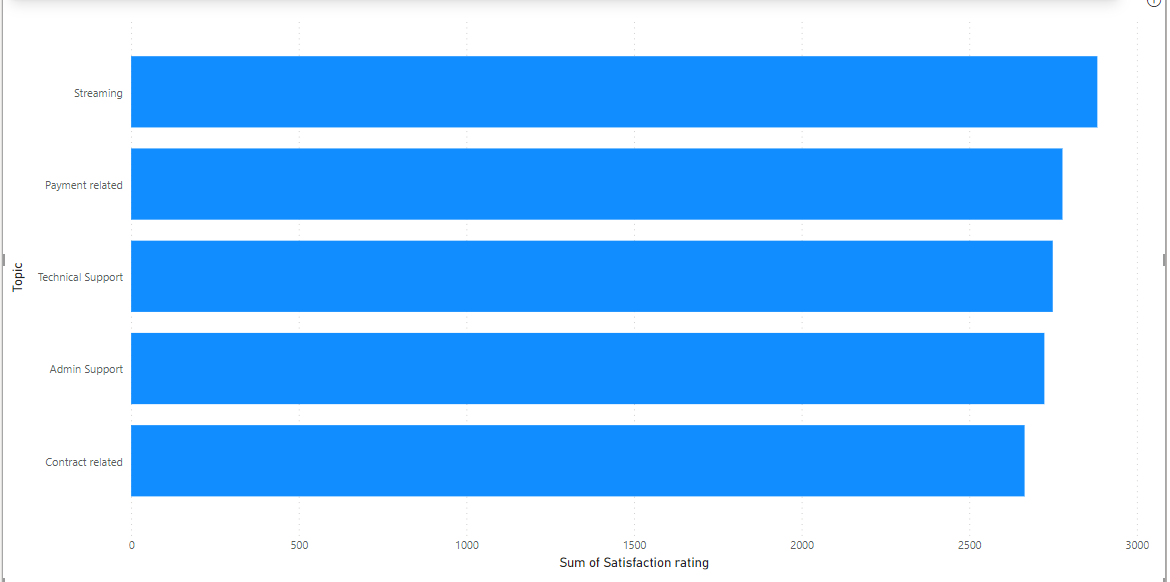 Streaming
Payment related
Technical Support
Admin Support
Contract related
Topic
0 500 1000 1500 2000 2500 3000
Sum of Satisfaction rating